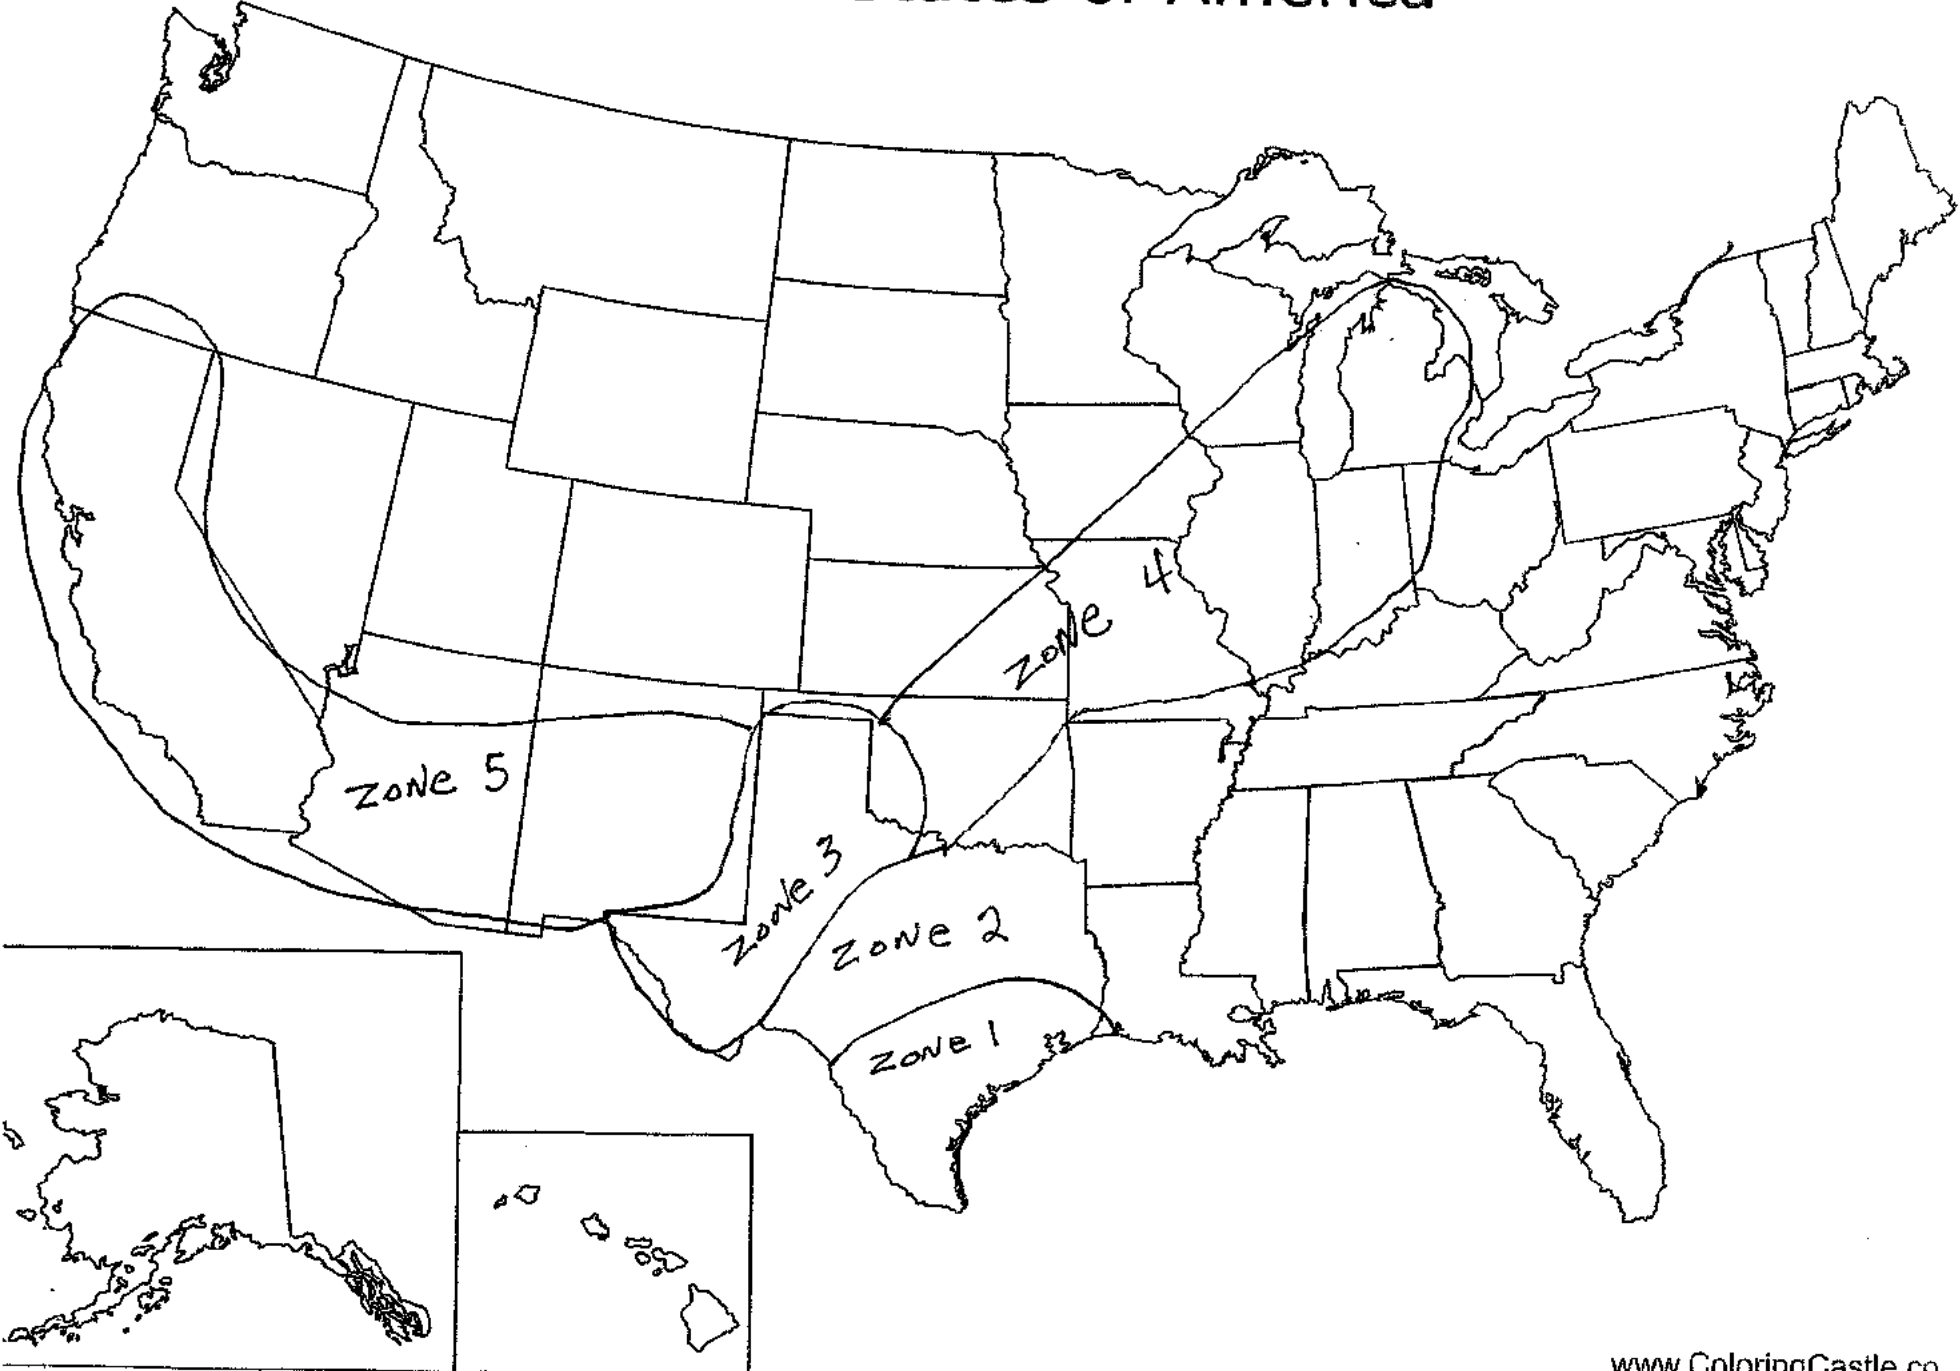 States of America
ZONE 4
ZONE 5
ZONE 3
ZONE 2
ZONE 1
www.ColoringCastle.co